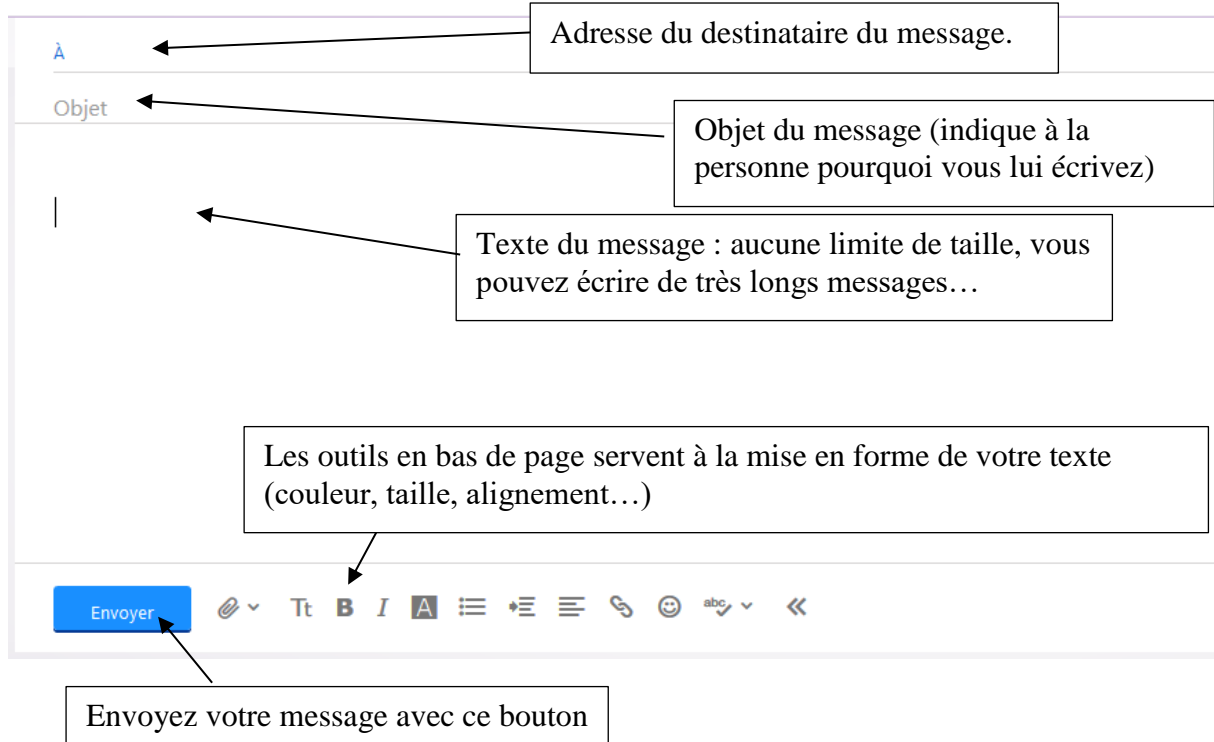 Adresse du destinataire du message.
À
Objet
Objet du message (indique à la
personne pourquoi vous lui écrivez)
Texte du message : aucune limite de taille, vous
pouvez écrire de très longs messages…
Les outils en bas de page servent à la mise en forme de votre texte
(couleur, taille, alignement…)
Envoyer Tt B I A abc
Envoyez votre message avec ce bouton